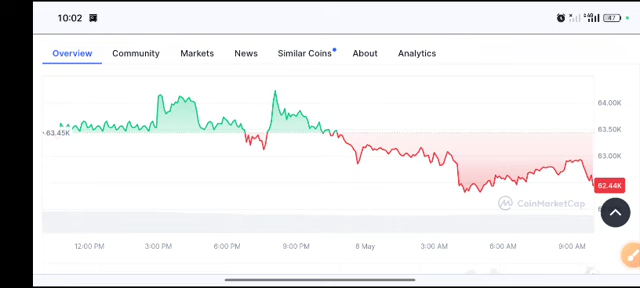 10:02
4G
47
Overview Community Markets News Similar Coins About Analytics
64.00K
63.45K
63.50K
63.00K
62.44K
CoinMarketCap
12:00 PM 3:00 PM 6:00 PM 9:00 PM 8 May 3:00 AM 6:00 AM 9:00 AM